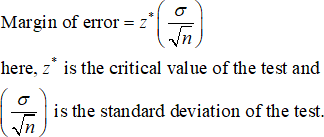 Margin of error = z*(σ/√n)
here, z* is the critical value of the test and
(σ/√n) is the standard deviation of the test.